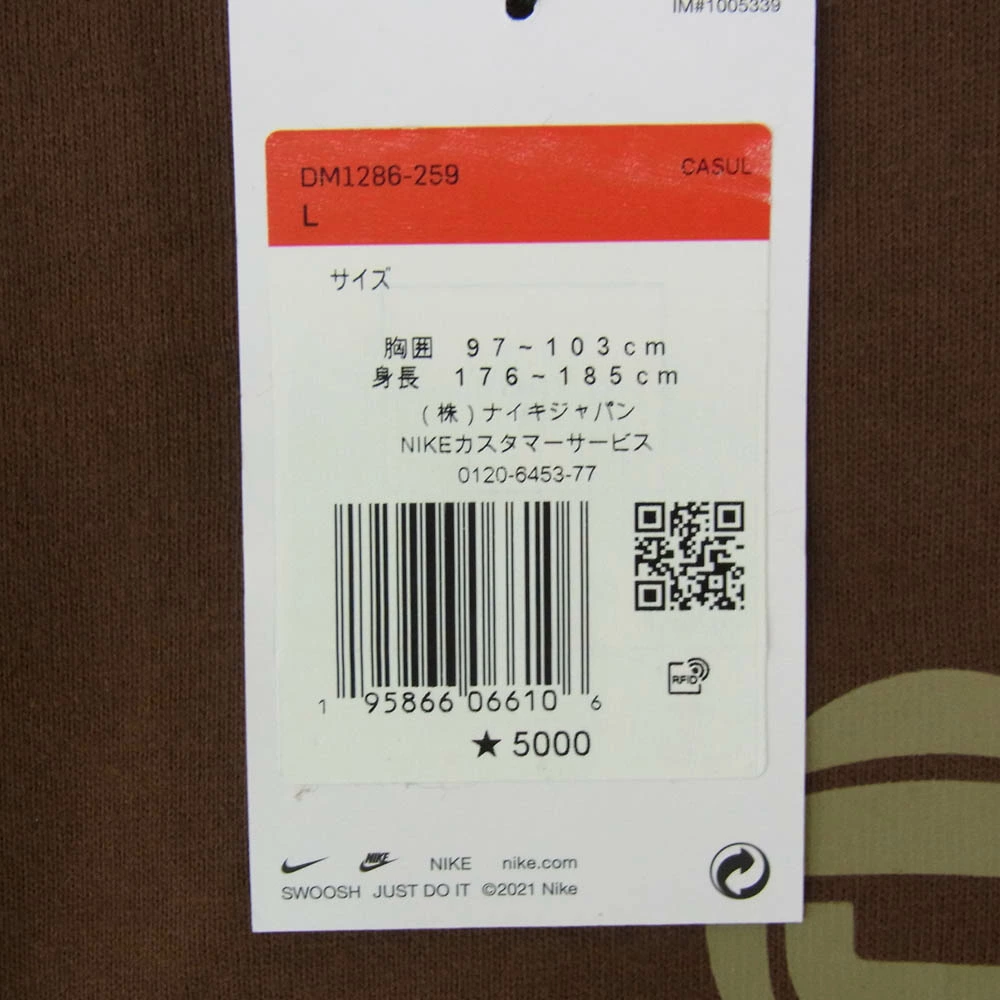 IM#1005339
DM1286-259 CASUL
L
サイズ
胸囲 97~103cm
身長 176~185cm
(株)ナイキジャパン
NIKEカスタマーサービス
0120-6453-77
RFID
1 95866 06610 6
★ 5000
NIKE NIKE nike.com
SWOOSH JUST DO IT ©2021 Nike